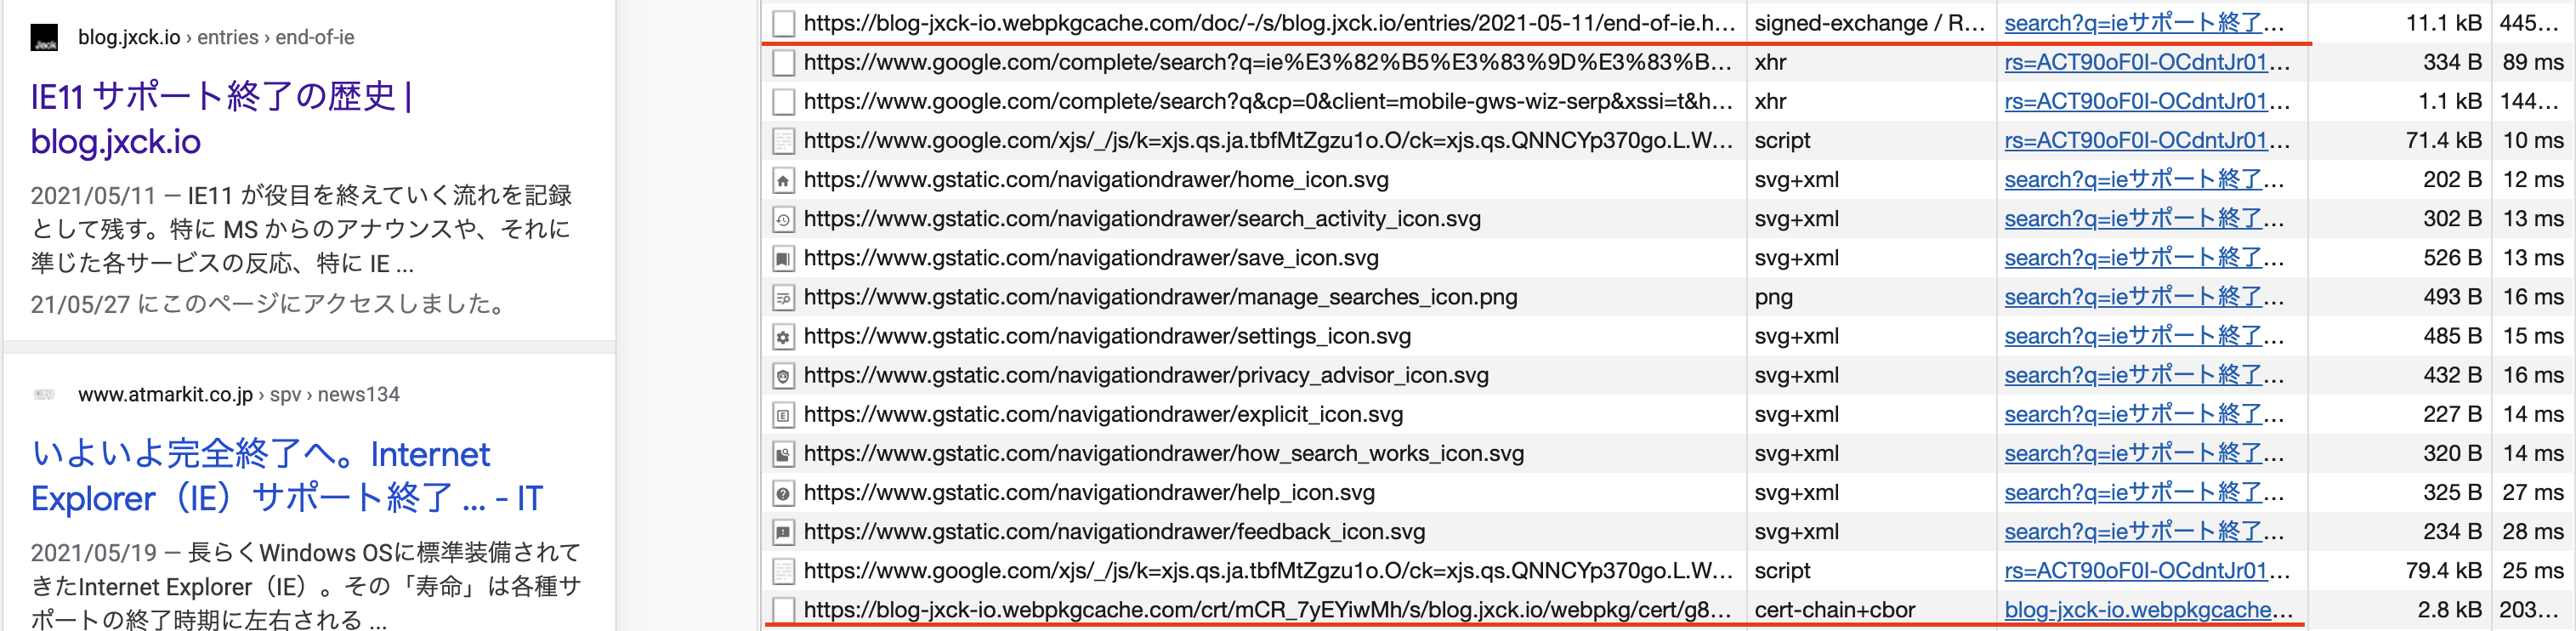 blog.jxck.io › entries › end-of-ie
IE11 サポート終了の歴史 |
blog.jxck.io
2021/05/11 — IE11 が役目を終えていく流れを記録
として残す。特に MS からのアナウンスや、それに
準じた各サービスの反応、特に IE ...
21/05/27 にこのページにアクセスしました。
www.atmarkit.co.jp › spv › news134
いよいよ完全終了へ。Internet
Explorer（IE）サポート終了 ... - IT
2021/05/19 — 長らくWindows OSに標準装備されて
きたInternet Explorer（IE）。その「寿命」は各種サ
ポートの終了時期に左右される ...
https://blog-jxck-io.webpkgcache.com/doc/-/s/blog.jxck.io/entries/2021-05-11/end-of-ie.h... signed-exchange / R... search?q=ieサポート終了... 11.1 kB 445...
https://www.google.com/complete/search?q=ie%E3%82%B5%E3%83%9D%E3%83%B... xhr rs=ACT90oF0I-OCdntJr01... 334 B 89 ms
https://www.google.com/complete/search?q&cp=0&client=mobile-gws-wiz-serp&xssi=t&h... xhr rs=ACT90oF0I-OCdntJr01... 1.1 kB 144...
https://www.google.com/xjs/_/js/k=xjs.qs.ja.tbfMtZgzu1o.O/ck=xjs.qs.QNNCYp370go.L.W... script rs=ACT90oF0I-OCdntJr01... 71.4 kB 10 ms
https://www.gstatic.com/navigationdrawer/home_icon.svg svg+xml search?q=ieサポート終了... 202 B 12 ms
https://www.gstatic.com/navigationdrawer/search_activity_icon.svg svg+xml search?q=ieサポート終了... 302 B 13 ms
https://www.gstatic.com/navigationdrawer/save_icon.svg svg+xml search?q=ieサポート終了... 526 B 13 ms
https://www.gstatic.com/navigationdrawer/manage_searches_icon.png png search?q=ieサポート終了... 493 B 16 ms
https://www.gstatic.com/navigationdrawer/settings_icon.svg svg+xml search?q=ieサポート終了... 485 B 15 ms
https://www.gstatic.com/navigationdrawer/privacy_advisor_icon.svg svg+xml search?q=ieサポート終了... 432 B 16 ms
https://www.gstatic.com/navigationdrawer/explicit_icon.svg svg+xml search?q=ieサポート終了... 227 B 14 ms
https://www.gstatic.com/navigationdrawer/how_search_works_icon.svg svg+xml search?q=ieサポート終了... 320 B 14 ms
https://www.gstatic.com/navigationdrawer/help_icon.svg svg+xml search?q=ieサポート終了... 325 B 27 ms
https://www.gstatic.com/navigationdrawer/feedback_icon.svg svg+xml search?q=ieサポート終了... 234 B 28 ms
https://www.google.com/xjs/_/js/k=xjs.qs.ja.tbfMtZgzu1o.O/ck=xjs.qs.QNNCYp370go.L.W... script rs=ACT90oF0I-OCdntJr01... 79.4 kB 25 ms
https://blog-jxck-io.webpkgcache.com/crt/mCR_7yEYiwMh/s/blog.jxck.io/webpkg/cert/g8... cert-chain+cbor blog-jxck-io.webpkgcache... 2.8 kB 203...